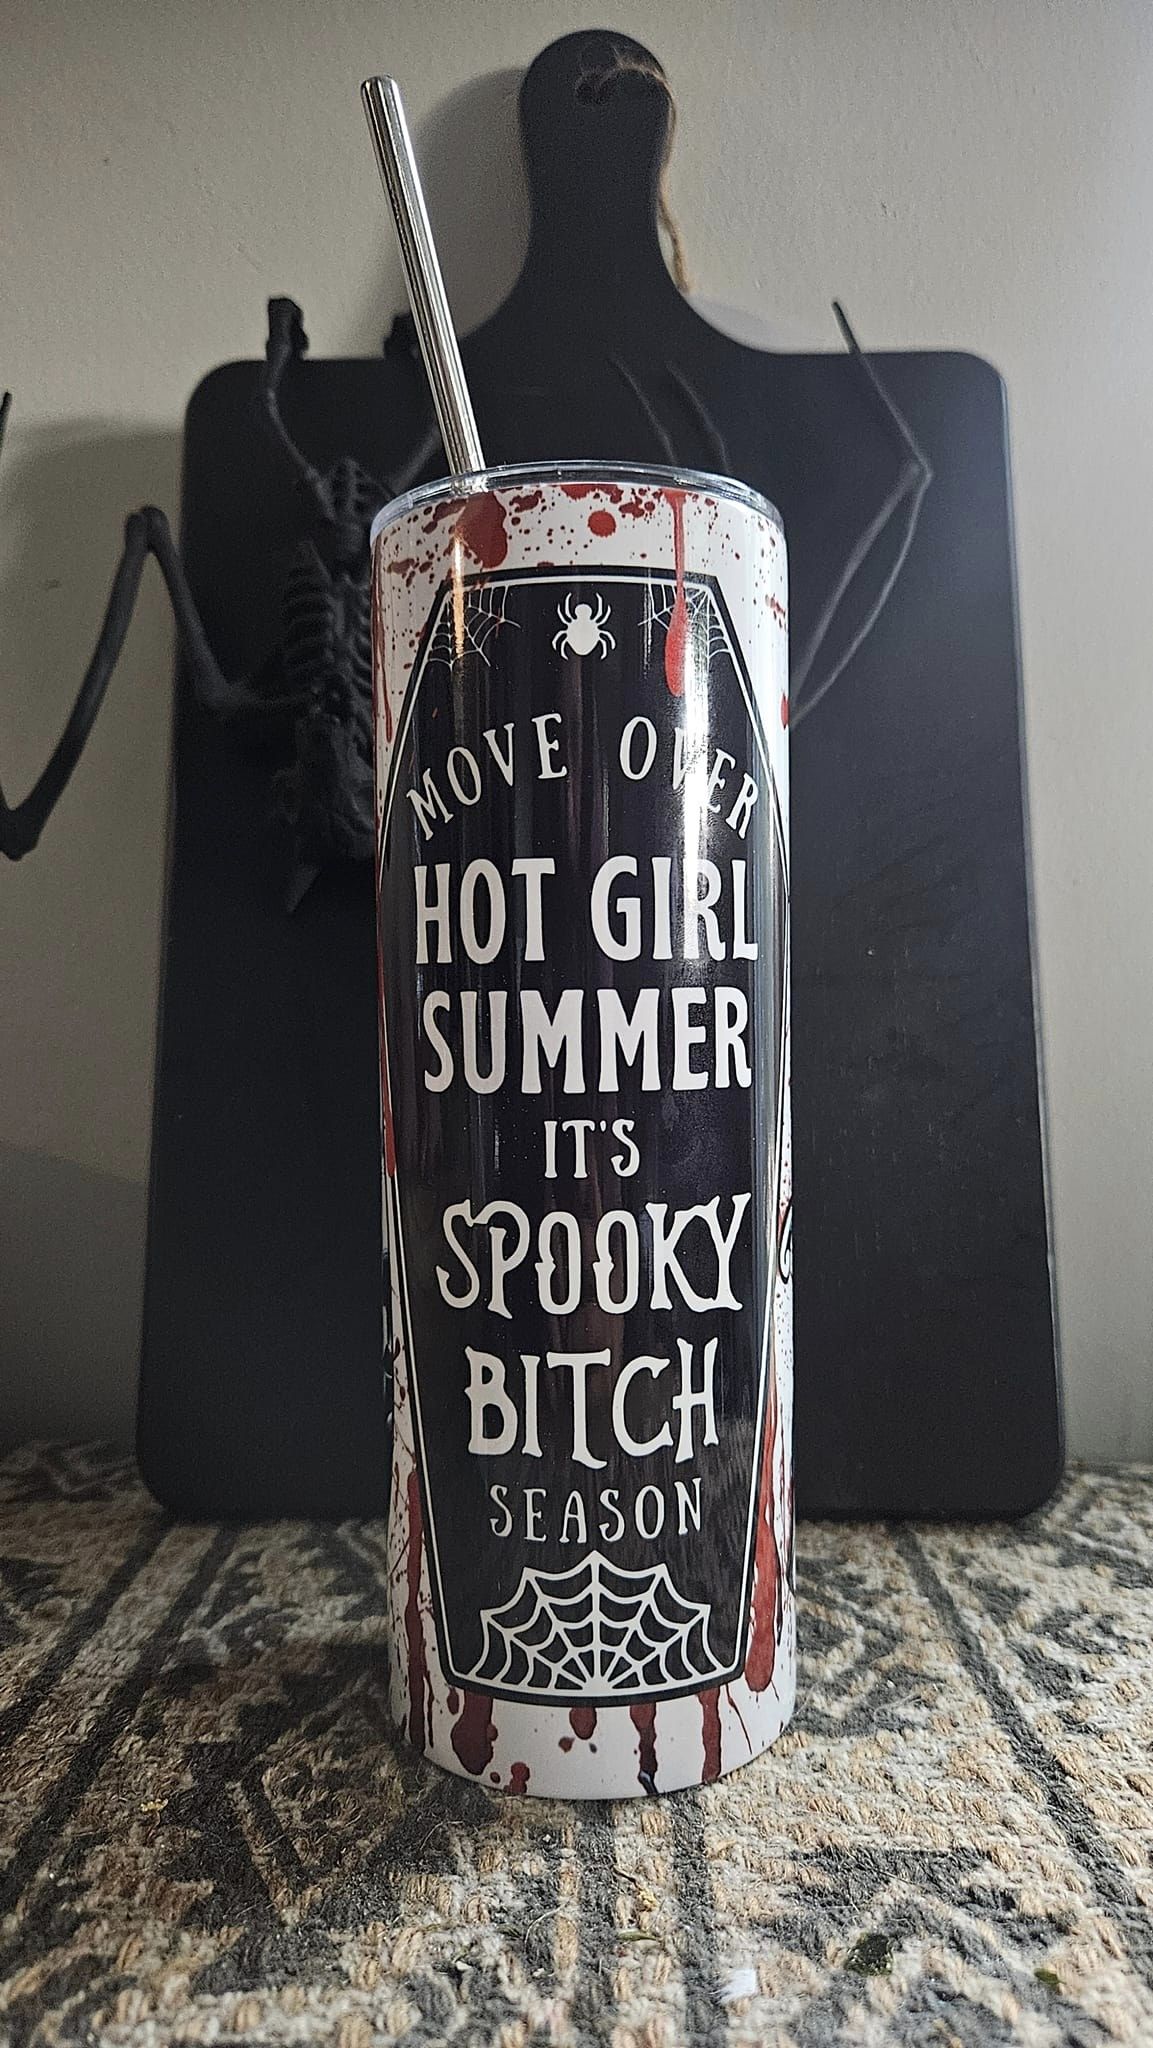 MOVE OVER
HOT GIRL
SUMMER
IT'S
SPOOKY
BITCH
SEASON